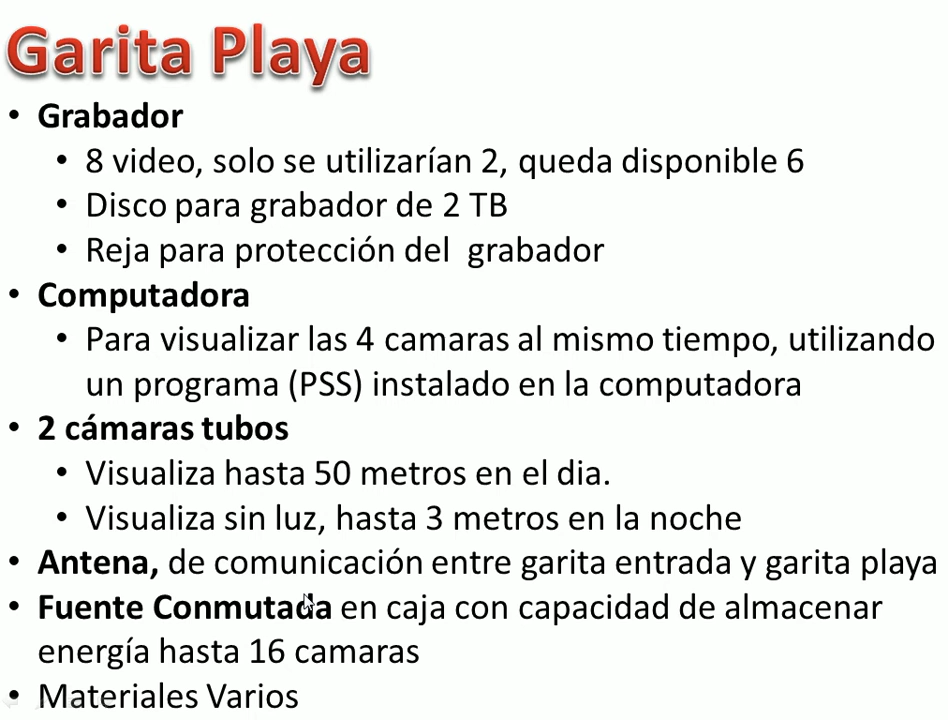 Garita Playa
• Grabador
• 8 video, solo se utilizarían 2, queda disponible 6
• Disco para grabador de 2 TB
• Reja para protección del grabador
• Computadora
• Para visualizar las 4 camaras al mismo tiempo, utilizando
un programa (PSS) instalado en la computadora
• 2 cámaras tubos
• Visualiza hasta 50 metros en el dia.
• Visualiza sin luz, hasta 3 metros en la noche
• Antena, de comunicación entre garita entrada y garita playa
• Fuente Conmutada en caja con capacidad de almacenar
energía hasta 16 camaras
• Materiales Varios